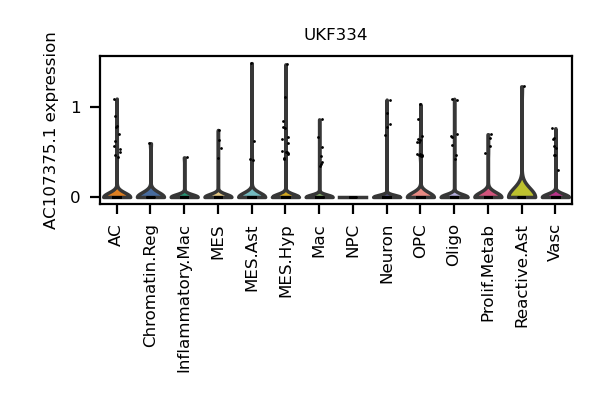 UKF334
AC107375.1 expression
1
0
AC
Chromatin.Reg
Inflammatory.Mac
MES
MES.Ast
MES.Hyp
Mac
NPC
Neuron
OPC
Oligo
Prolif.Metab
Reactive.Ast
Vasc